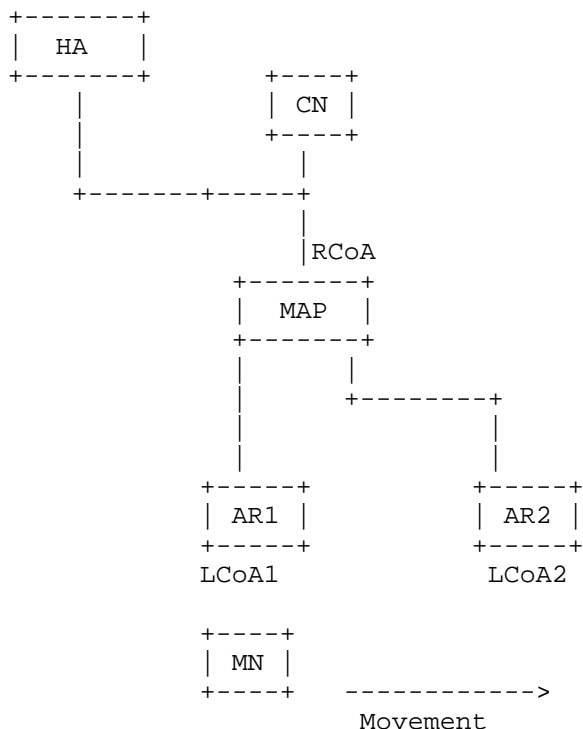 HA
CN
RCoA
MAP
AR1 AR2
LCoA1 LCoA2
MN
Movement